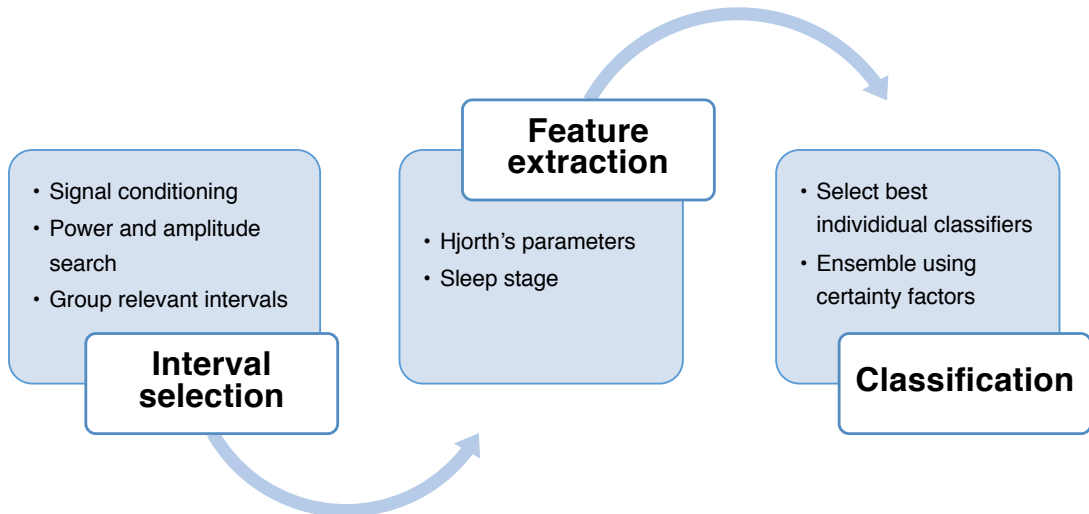 • Signal conditioning
• Power and amplitude
search
• Group relevant intervals
Interval
selection
Feature
extraction
• Hjorth's parameters
• Sleep stage
• Select best
individidual classifiers
• Ensemble using
certainty factors
Classification